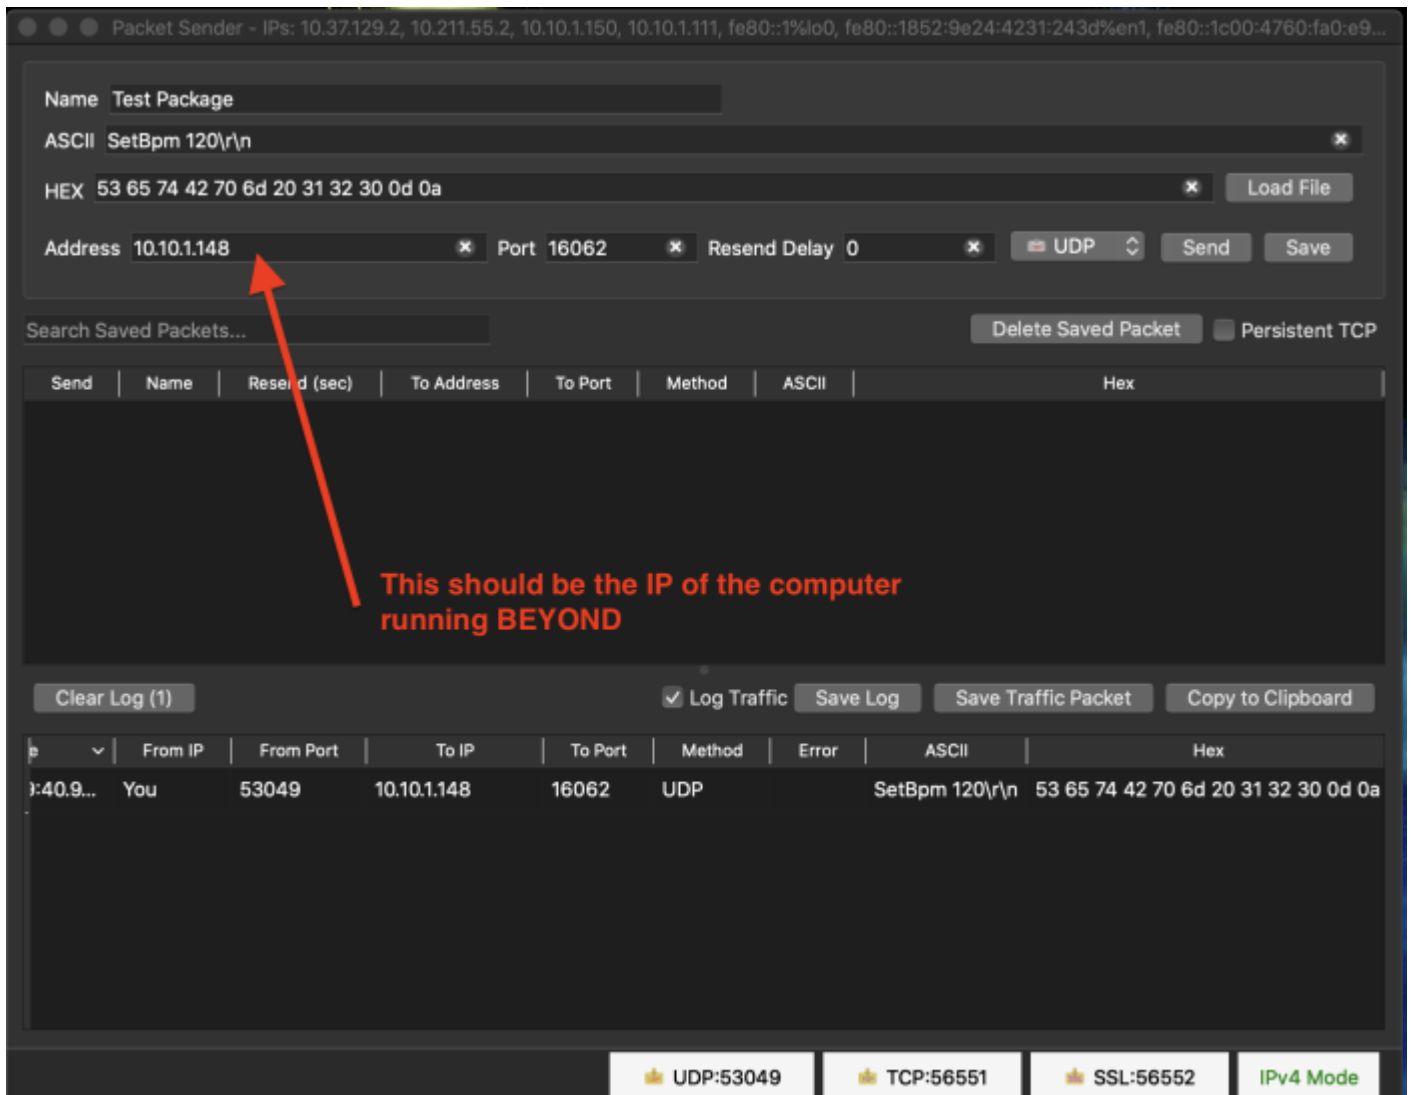 Packet Sender - IPs: 10.37.129.2, 10.211.55.2, 10.10.1.150, 10.10.1.111, fe80::1%lo0, fe80::1852:9e24:4231:243d%en1, fe80::1c00:4760:fa0:e9...
Name Test Package
ASCII SetBpm 120\r\n
HEX 53 65 74 42 70 6d 20 31 32 30 0d 0a Load File
Address 10.10.1.148 Port 16062 Resend Delay 0 UDP Send Save
Search Saved Packets... Delete Saved Packet Persistent TCP
Send Name Resend (sec) To Address To Port Method ASCII Hex
This should be the IP of the computer
running BEYOND
Clear Log (1) Log Traffic Save Log Save Traffic Packet Copy to Clipboard
e From IP From Port To IP To Port Method Error ASCII Hex
9:40.9... You 53049 10.10.1.148 16062 UDP SetBpm 120\r\n 53 65 74 42 70 6d 20 31 32 30 0d 0a
UDP:53049 TCP:56551 SSL:56552 IPv4 Mode